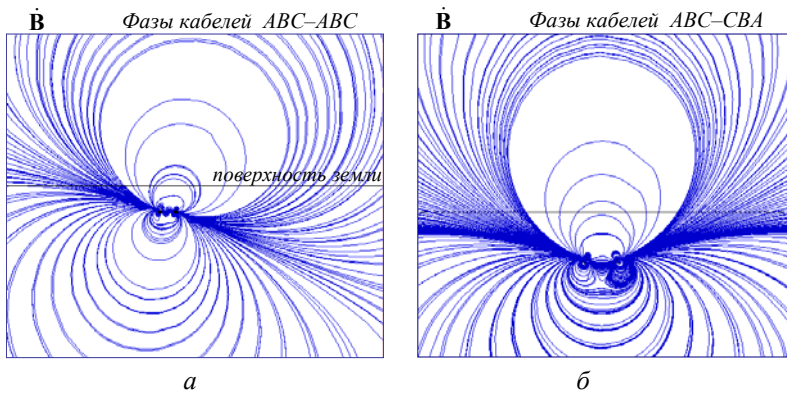 Ḃ Фазы кабелей ABC–ABC
поверхность земли
а
Ḃ Фазы кабелей ABC–CBA
б